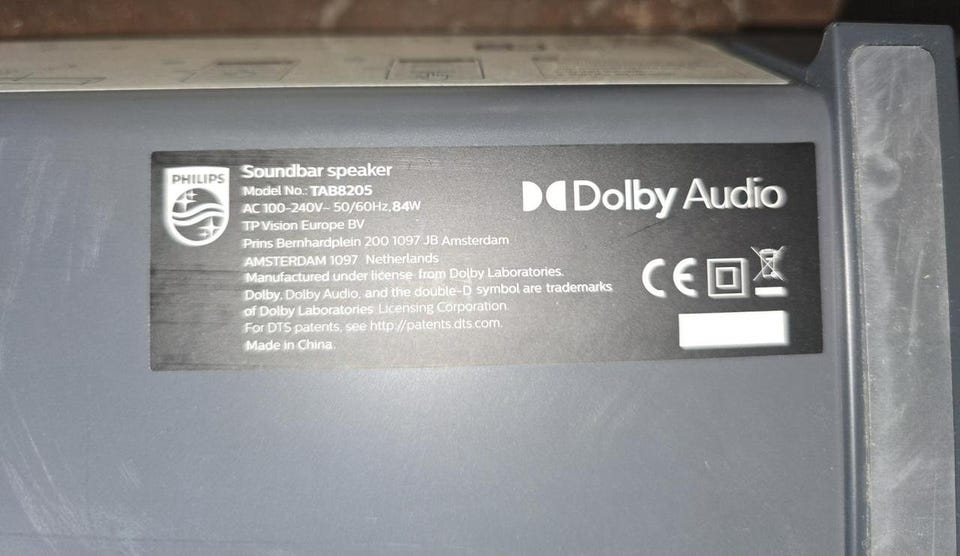 PHILIPS
Soundbar speaker
Model No.: TAB8205
AC 100-240V~ 50/60Hz,84W
TP Vision Europe BV
Prins Bernhardplein 200 1097 JB Amsterdam
AMSTERDAM 1097 Netherlands
Manufactured under license from Dolby Laboratories.
Dolby, Dolby Audio, and the double-D symbol are trademarks
of Dolby Laboratories Licensing Corporation.
For DTS patents, see http://patents.dts.com.
Made in China.
Dolby Audio
CE